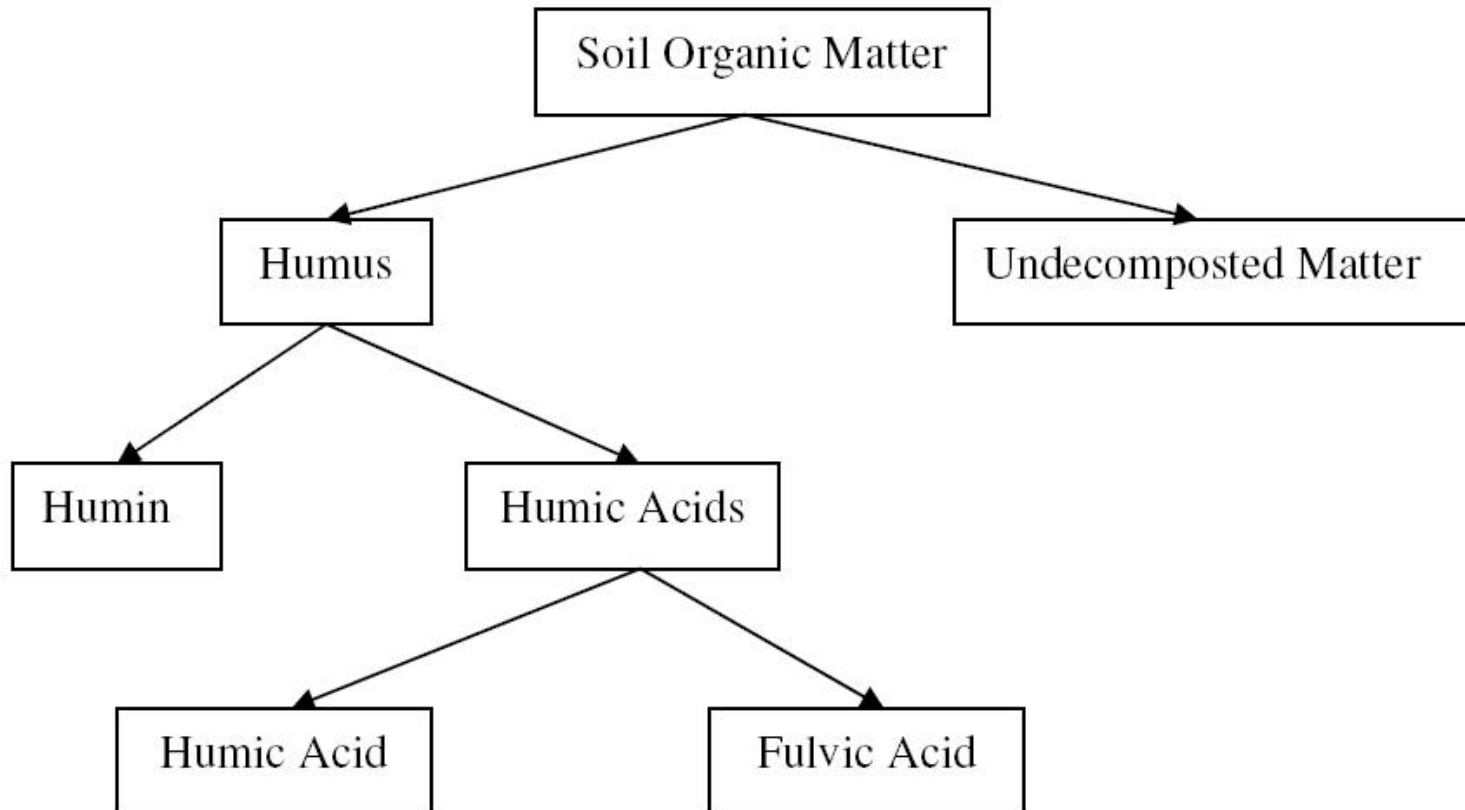 Soil Organic Matter
Humus
Undecomposted Matter
Humin
Humic Acids
Humic Acid
Fulvic Acid